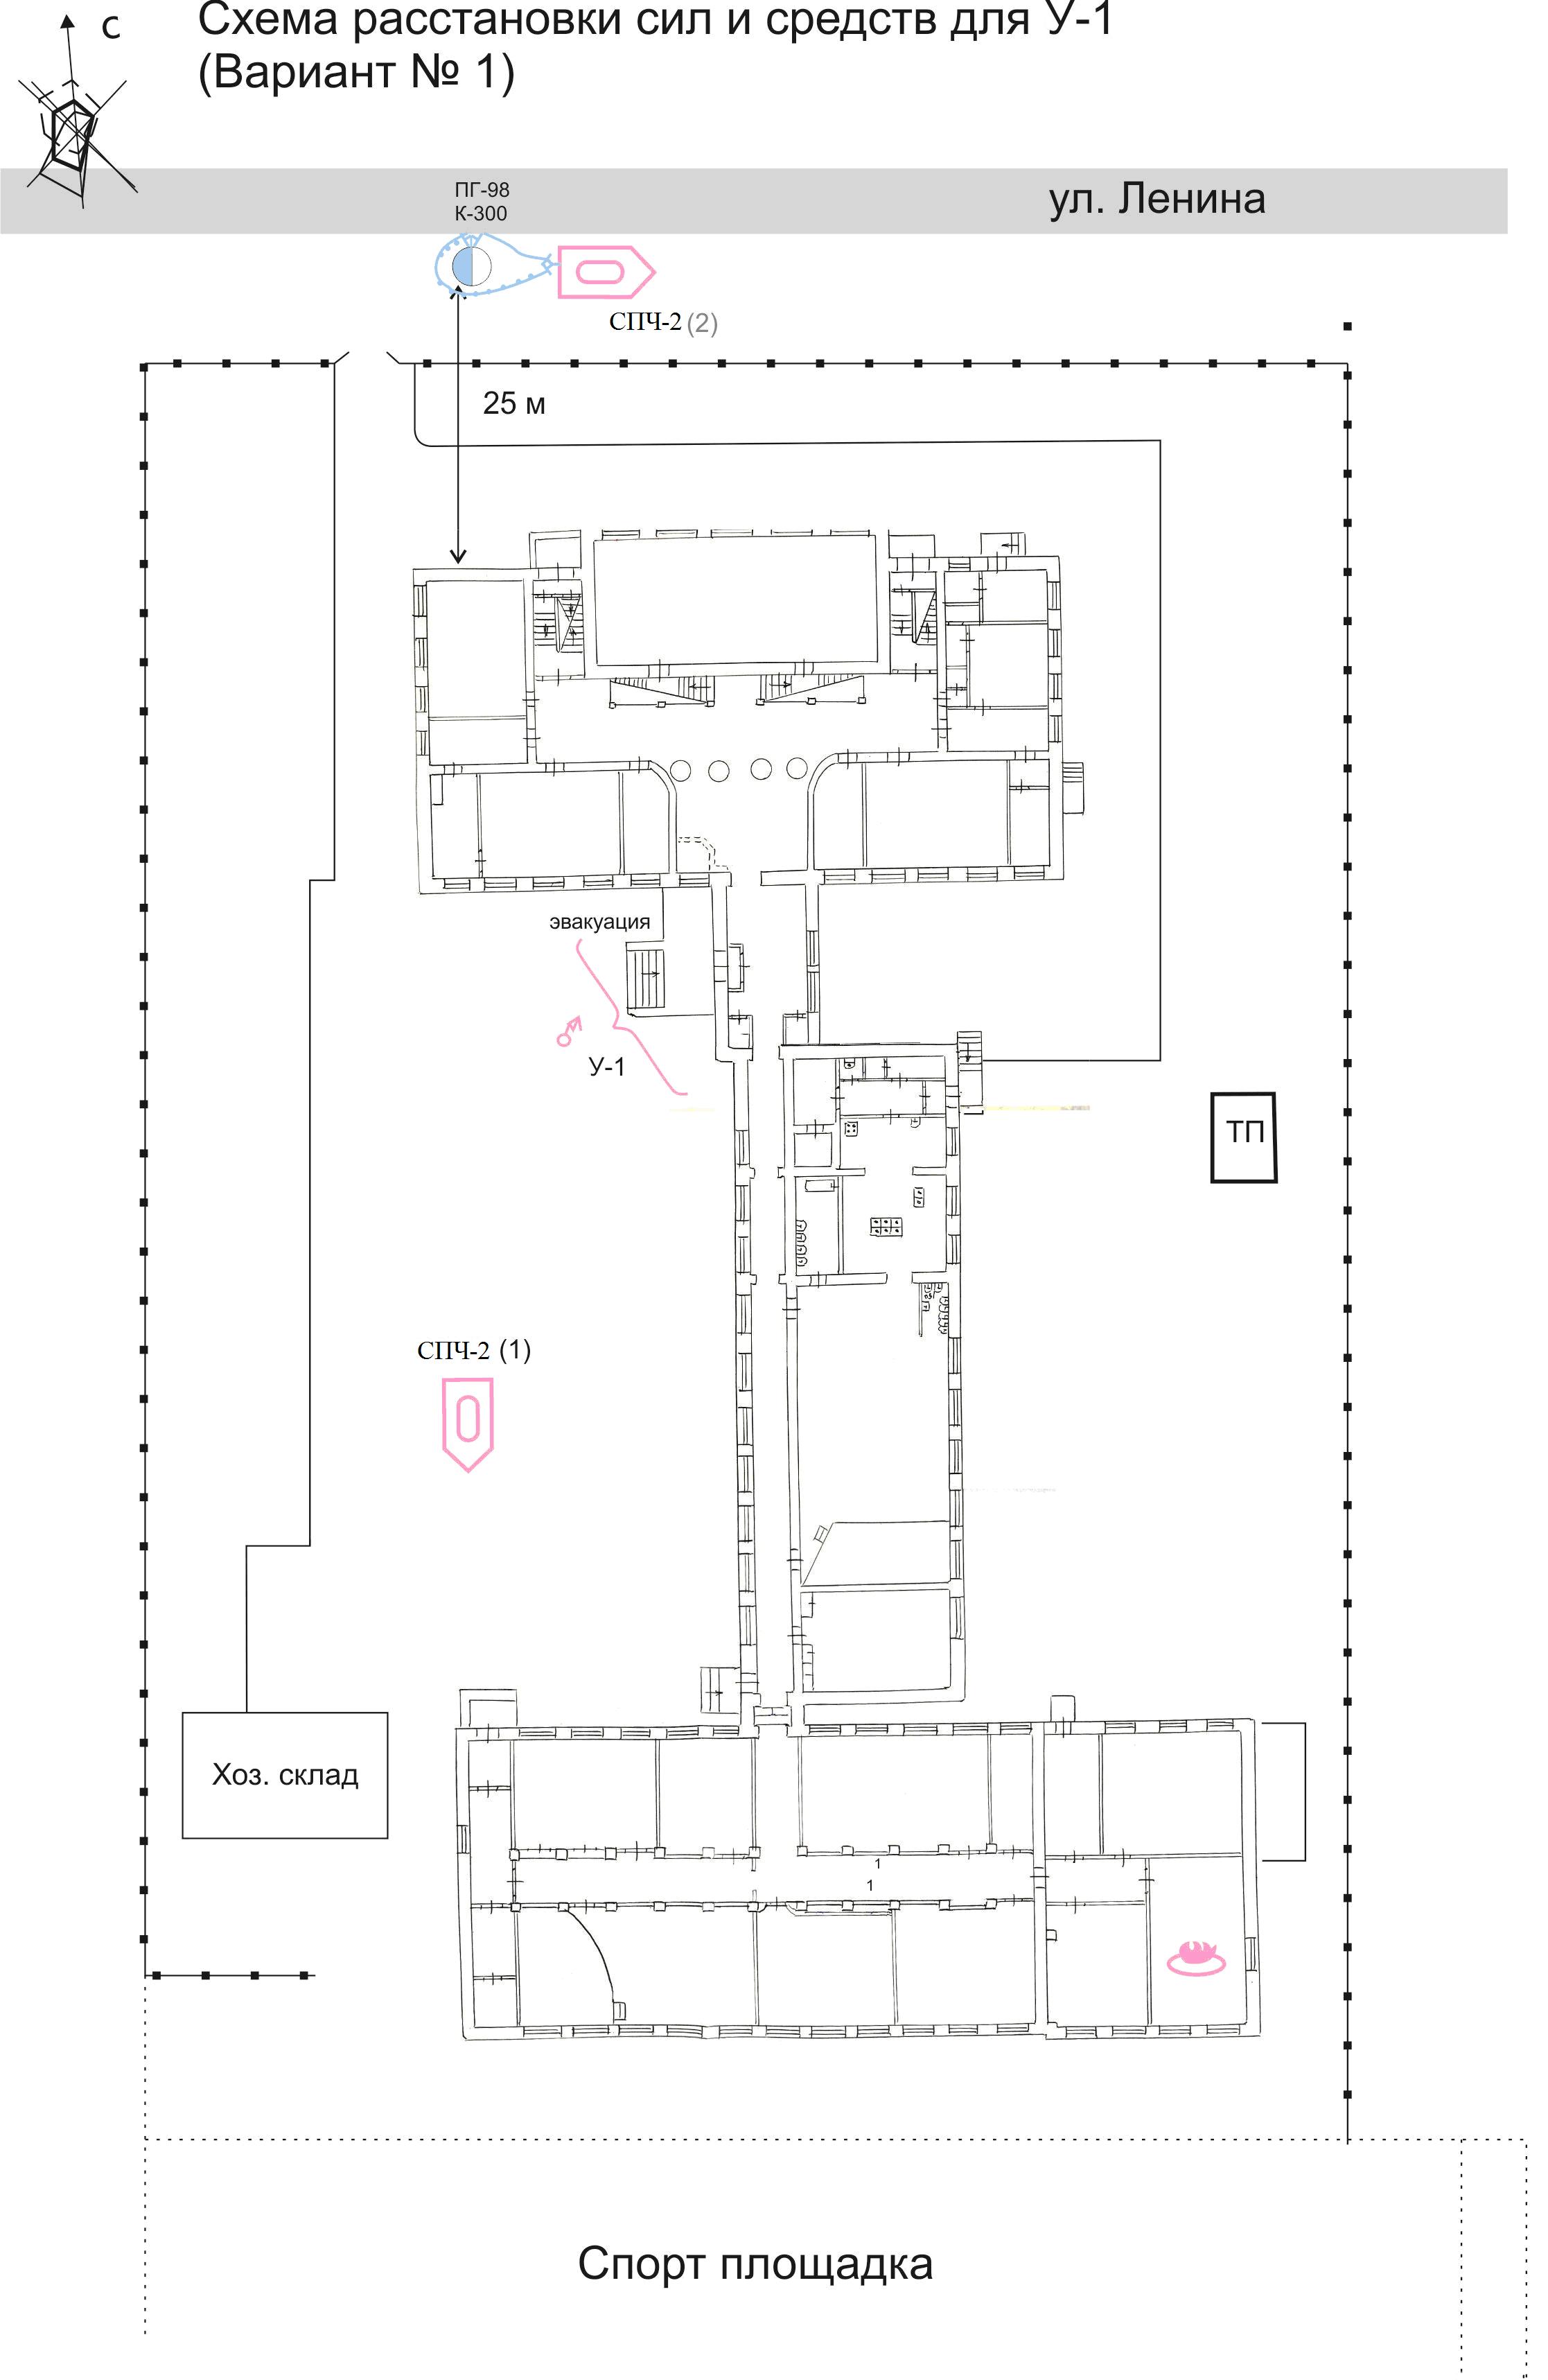 С
Схема расстановки сил и средств для У-1
(Вариант № 1)
ПГ-98
К-300
ул. Ленина
СПЧ-2 (2)
25 м
эвакуация
У-1
ТП
СПЧ-2 (1)
Хоз. склад
1
1
Спорт площадка